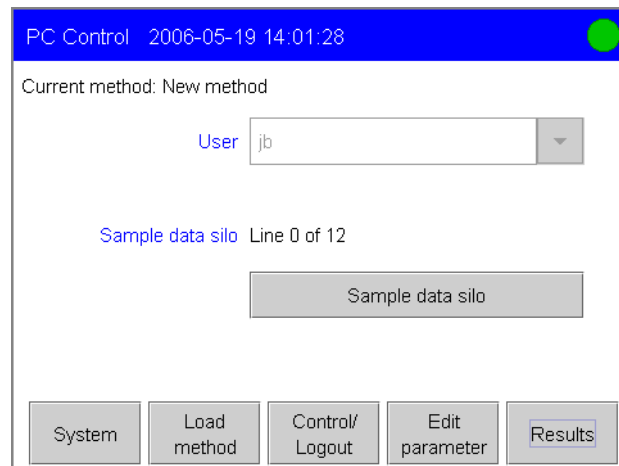 PC Control 2006-05-19 14:01:28
Current method: New method
User jb
Sample data silo Line 0 of 12
Sample data silo
System
Load
method
Control/
Logout
Edit
parameter
Results